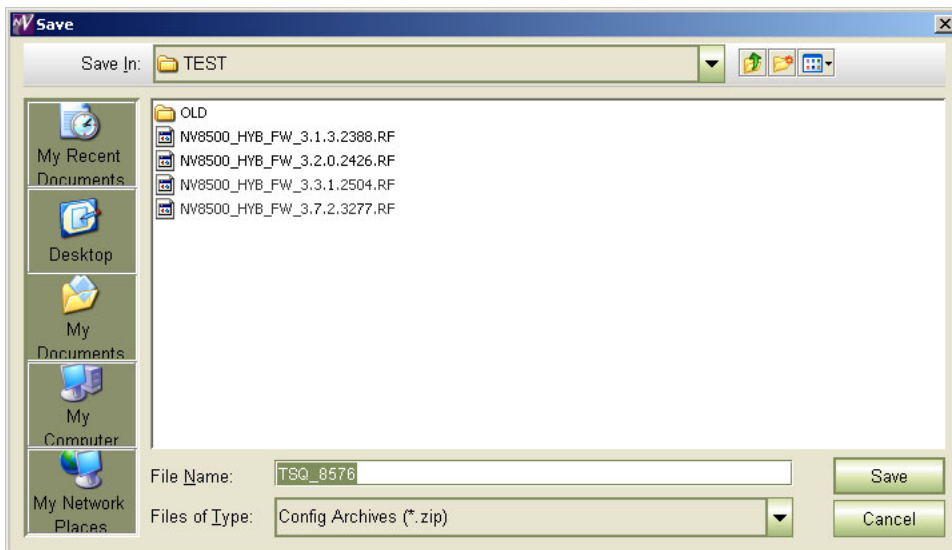 Save
Save In: TEST
OLD
NV8500_HYB_FW_3.1.3.2388.RF
NV8500_HYB_FW_3.2.0.2426.RF
NV8500_HYB_FW_3.3.1.2504.RF
NV8500_HYB_FW_3.7.2.3277.RF
My Recent
Documents
Desktop
My
Documents
My
Computer
My Network
Places
File Name: TSQ_8576
Save
Files of Type: Config Archives (*.zip)
Cancel